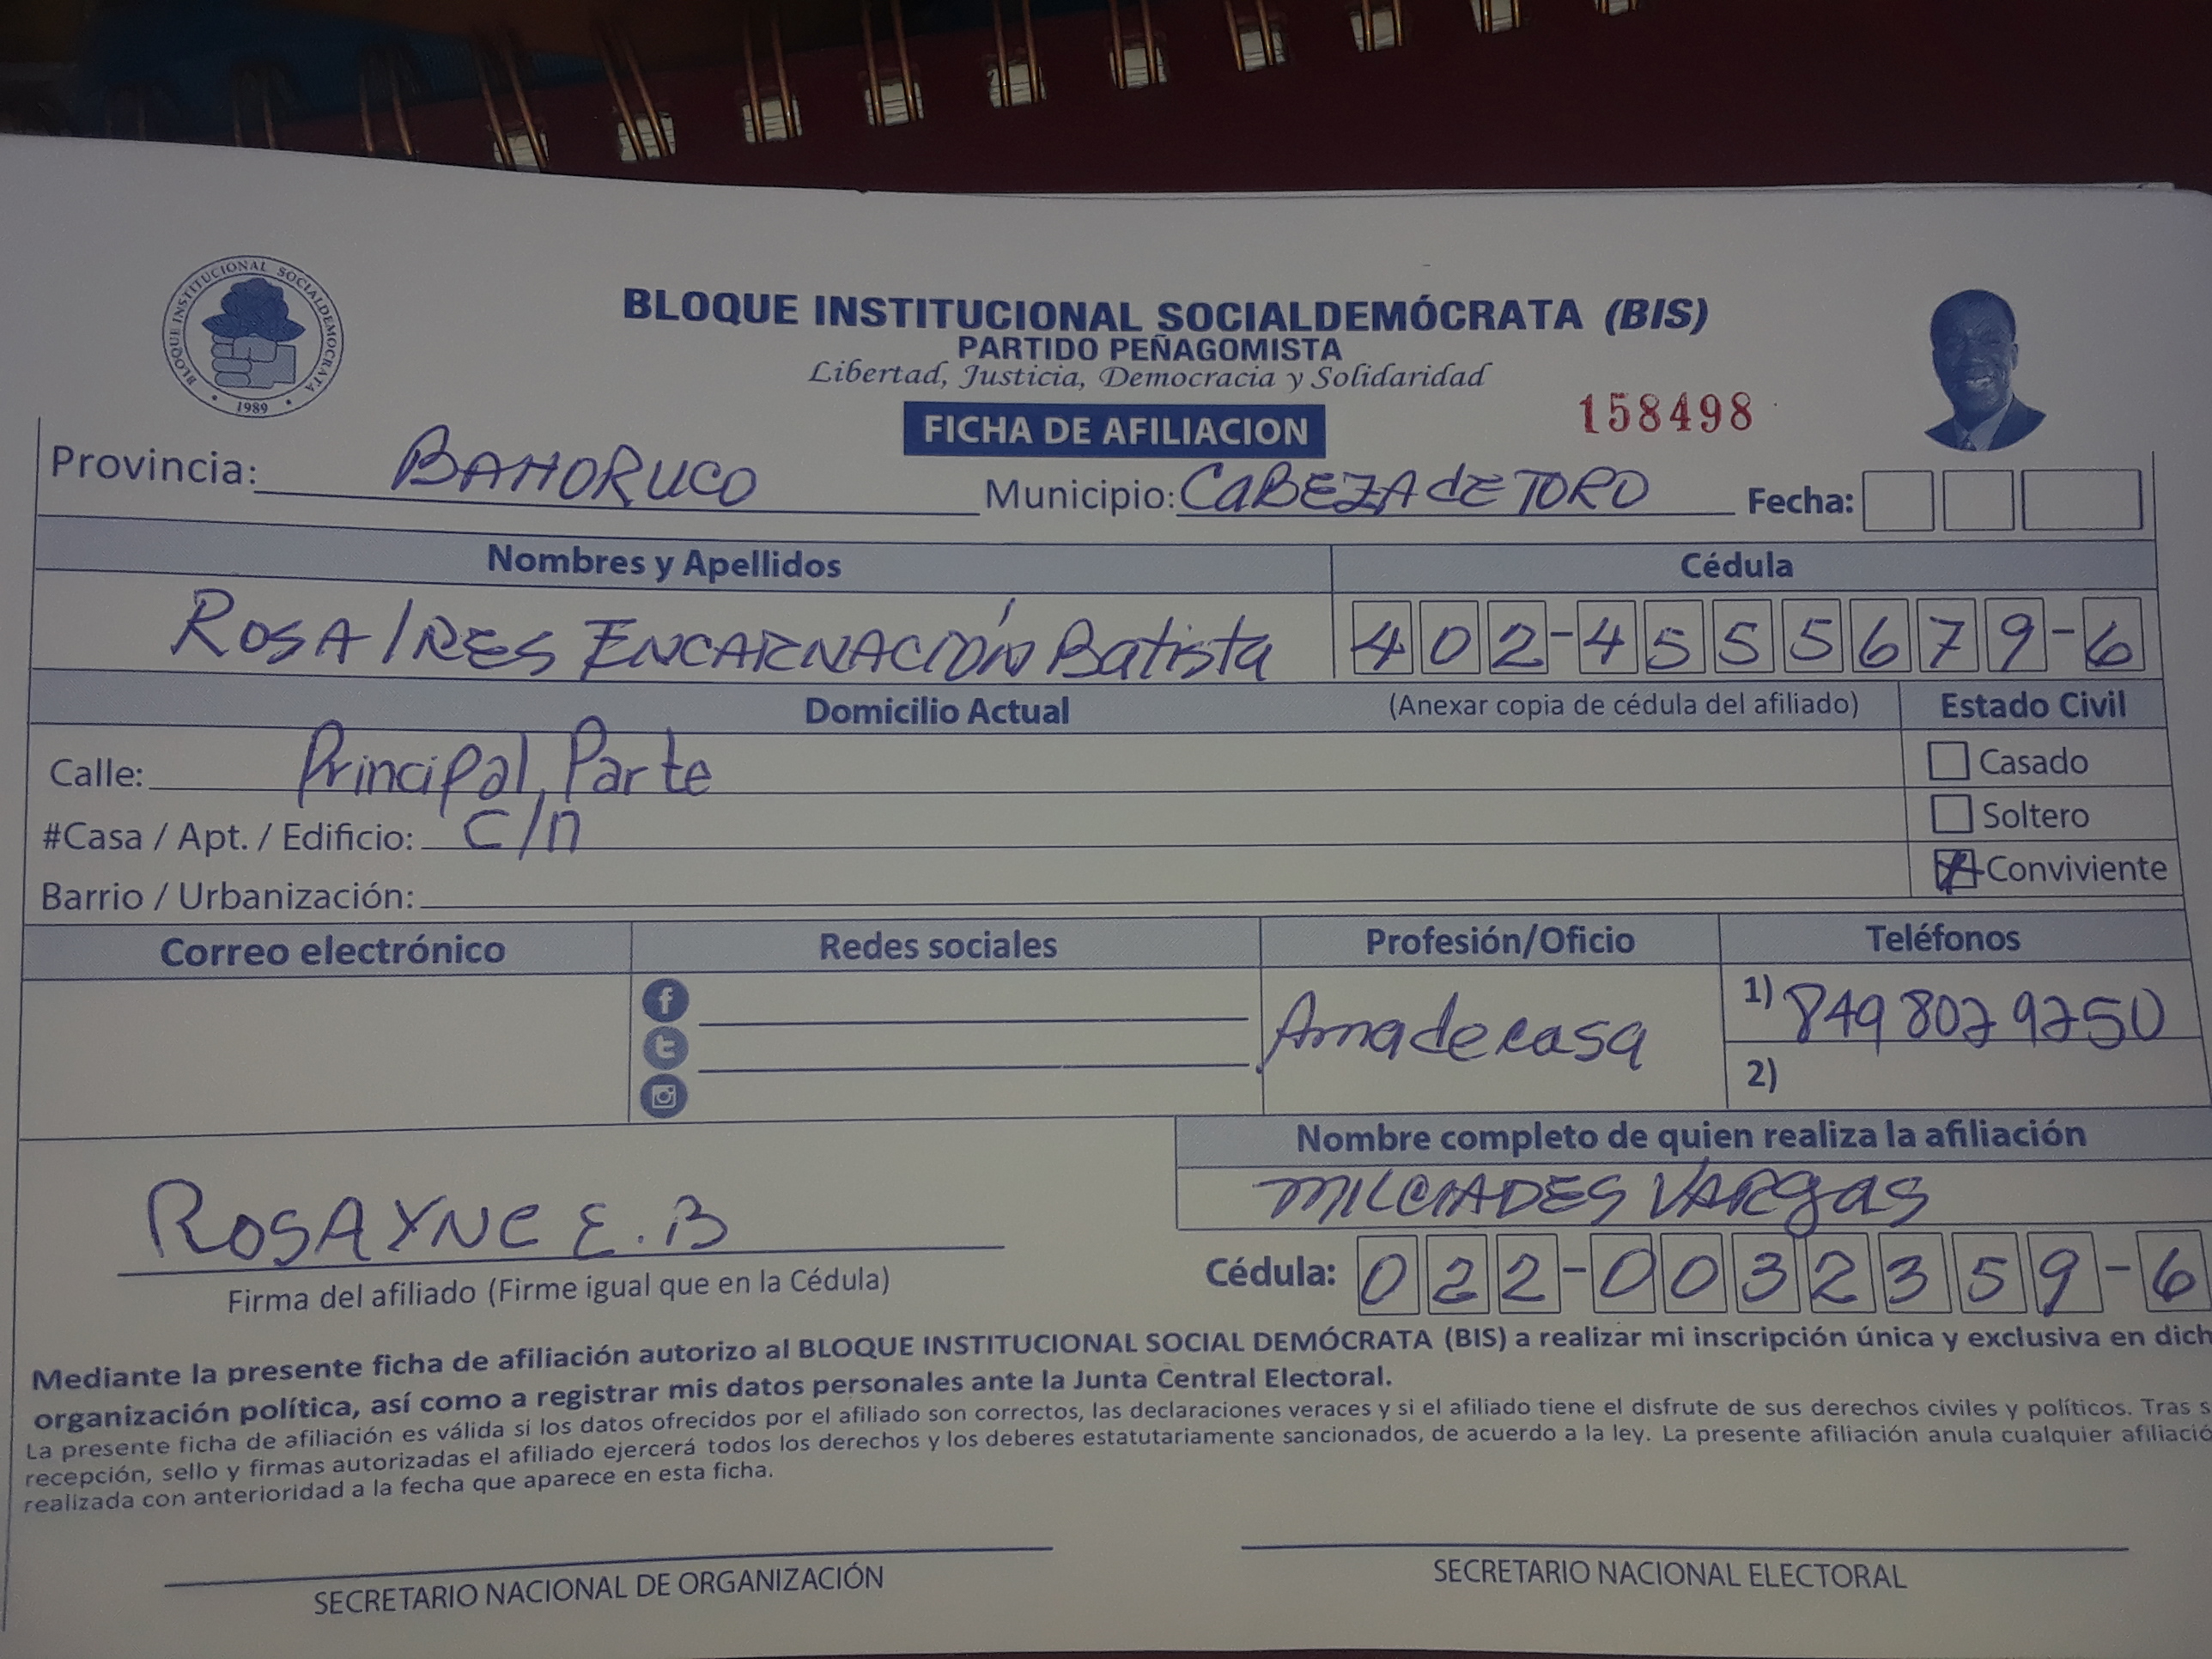 BLOQUE INSTITUCIONAL SOCIALDEMOCRATA
1989
BLOQUE INSTITUCIONAL SOCIALDEMÓCRATA (BIS)
PARTIDO PEÑAGOMISTA
Libertad, Justicia, Democracia y Solidaridad
FICHA DE AFILIACION
158498
Provincia: BAHORUCO Municipio: CABEZA de TORO Fecha:
Nombres y Apellidos Cédula
ROSA IRES ENCARNACIÓN Batista 402-4555679-6
Domicilio Actual (Anexar copia de cédula del afiliado) Estado Civil
Calle: Principal, Parte Casado
#Casa / Apt. / Edificio: C/n Soltero
Barrio / Urbanización: Conviviente
Correo electrónico Redes sociales Profesión/Oficio Teléfonos
Ama de casa 1) 849 8029250
2)
Nombre completo de quien realiza la afiliación
MILCIADES VARgas
ROSAYNC E.B
Firma del afiliado (Firme igual que en la Cédula) Cédula: 022-0032359-6
Mediante la presente ficha de afiliación autorizo al BLOQUE INSTITUCIONAL SOCIAL DEMÓCRATA (BIS) a realizar mi inscripción única y exclusiva en dich
organización política, así como a registrar mis datos personales ante la Junta Central Electoral.
La presente ficha de afiliación es válida si los datos ofrecidos por el afiliado son correctos, las declaraciones veraces y si el afiliado tiene el disfrute de sus derechos civiles y políticos. Tras s
recepción, sello y firmas autorizadas el afiliado ejercerá todos los derechos y los deberes estatutariamente sancionados, de acuerdo a la ley. La presente afiliación anula cualquier afiliació
realizada con anterioridad a la fecha que aparece en esta ficha.
SECRETARIO NACIONAL DE ORGANIZACIÓN SECRETARIO NACIONAL ELECTORAL